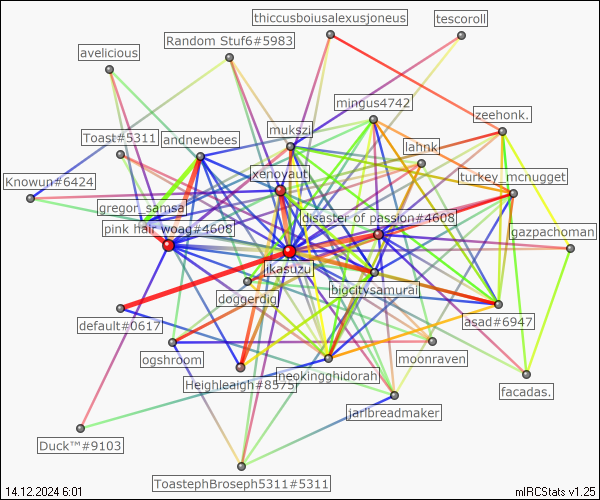 thiccusboiusalexusjoneus
tescoroll
Random Stuf6#5983
avelicious
mingus4742
zeehonk.
mukszi
Toast#5311
andnewbees
lahnk
xenoyaut
turkey_mcnugget
Knowun#6424
gregor_samsa
disaster of passion#4608
pink hair woag#4608
gazpachoman
ikasuzu
bigcitysamurai
doggerdig
default#0617
asad#6947
ogshroom
moonraven
neokingghidorah
Heighleaigh#8575
facadas.
jarlbreadmaker
Duck™#9103
ToastephBroseph5311#5311
14.12.2024 6:01
mIRCStats v1.25